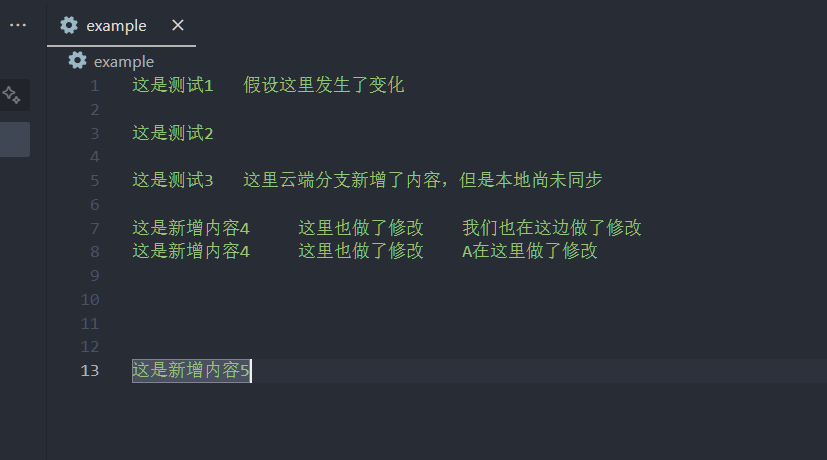 example
example
1 这是测试1 假设这里发生了变化
2
3 这是测试2
4
5 这是测试3 这里云端分支新增了内容，但是本地尚未同步
6
7 这是新增内容4 这里也做了修改 我们也在这边做了修改
8 这是新增内容4 这里也做了修改 A在这里做了修改
9
10
11
12
13 这是新增内容5